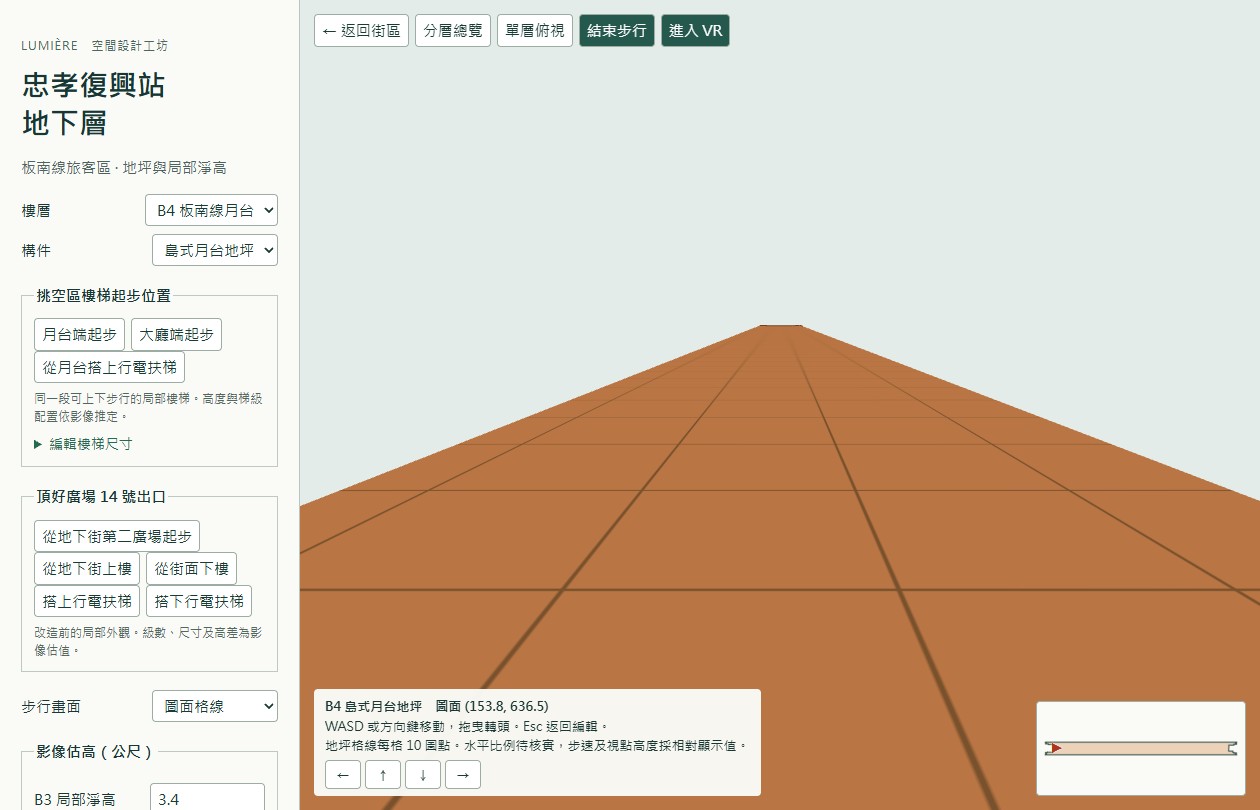 LUMIÈRE 空間設計工坊
忠孝復興站
地下層
板南線旅客區 · 地坪與局部淨高
樓層 B4 板南線月台
構件 島式月台地坪
挑空區樓梯起步位置
月台端起步 大廳端起步
從月台搭上行電扶梯
同一段可上下步行的局部樓梯。高度與梯級
配置依影像推定。
▶ 編輯樓梯尺寸
頂好廣場 14 號出口
從地下街第二廣場起步
從地下街上樓 從街面下樓
搭上行電扶梯 搭下行電扶梯
改造前的局部外觀。級數、尺寸及高差為影
像估值。
步行畫面 圖面格線
影像估高（公尺）
B3 局部淨高 3.4
← 返回街區 分層總覽 單層俯視 結束步行 進入 VR
B4 島式月台地坪 圖面 (153.8, 636.5)
WASD 或方向鍵移動，拖曳轉頭。Esc 返回編輯。
地坪格線每格 10 圖點。水平比例待核實，步速及視點高度採相對顯示值。
← ↑ ↓ →